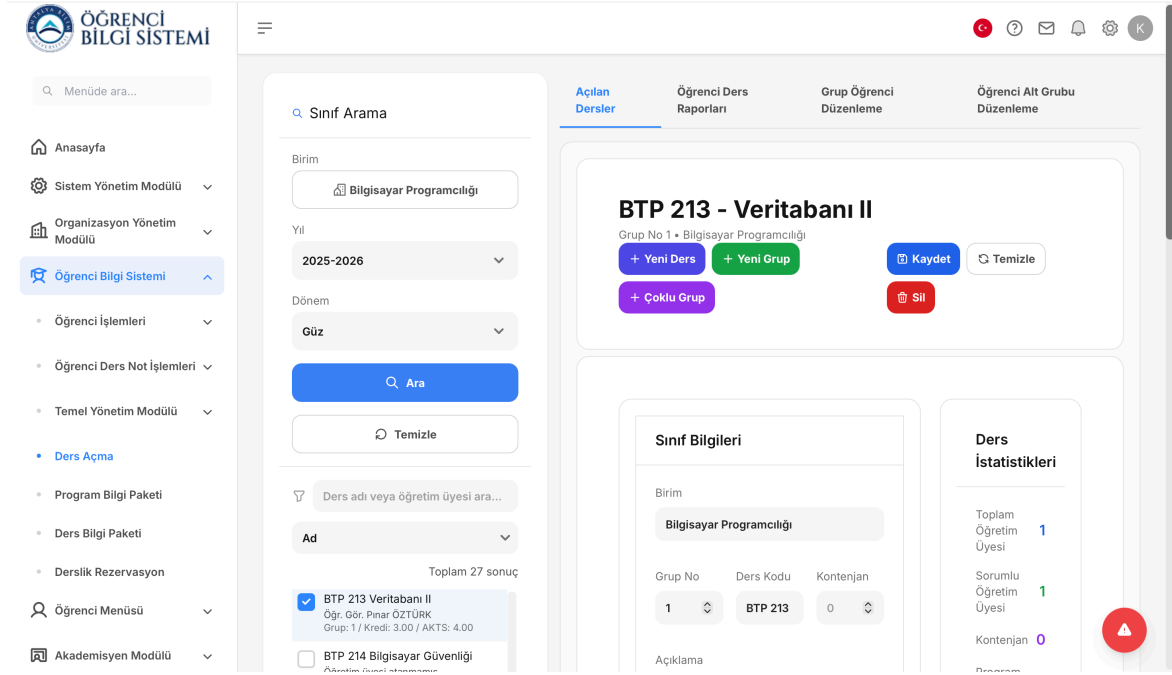 ÖĞRENCİ
BİLGİ SİSTEMİ
K
Menüde ara...
Anasayfa
Sistem Yönetim Modülü
Organizasyon Yönetim
Modülü
Öğrenci Bilgi Sistemi
Öğrenci İşlemleri
Öğrenci Ders Not İşlemleri
Temel Yönetim Modülü
Ders Açma
Program Bilgi Paketi
Ders Bilgi Paketi
Derslik Rezervasyon
Öğrenci Menüsü
Akademisyen Modülü
Sınıf Arama
Birim
Bilgisayar Programcılığı
Yıl
2025-2026
Dönem
Güz
Ara
Temizle
Ders adı veya öğretim üyesi ara...
Ad
Toplam 27 sonuç
BTP 213 Veritabanı II
Öğr. Gör. Pınar ÖZTÜRK
Grup: 1 / Kredi: 3.00 / AKTS: 4.00
BTP 214 Bilgisayar Güvenliği
Öğretim üyesi atanmamış
Açılan
Dersler
Öğrenci Ders
Raporları
Grup Öğrenci
Düzenleme
Öğrenci Alt Grubu
Düzenleme
BTP 213 - Veritabanı II
Grup No 1 • Bilgisayar Programcılığı
+ Yeni Ders
+ Yeni Grup
+ Çoklu Grup
Kaydet
Temizle
Sil
Sınıf Bilgileri
Birim
Bilgisayar Programcılığı
Grup No Ders Kodu Kontenjan
1 BTP 213 0
Açıklama
Ders
İstatistikleri
Toplam
Öğretim 1
Üyesi
Sorumlu
Öğretim 1
Üyesi
Kontenjan 0
Program